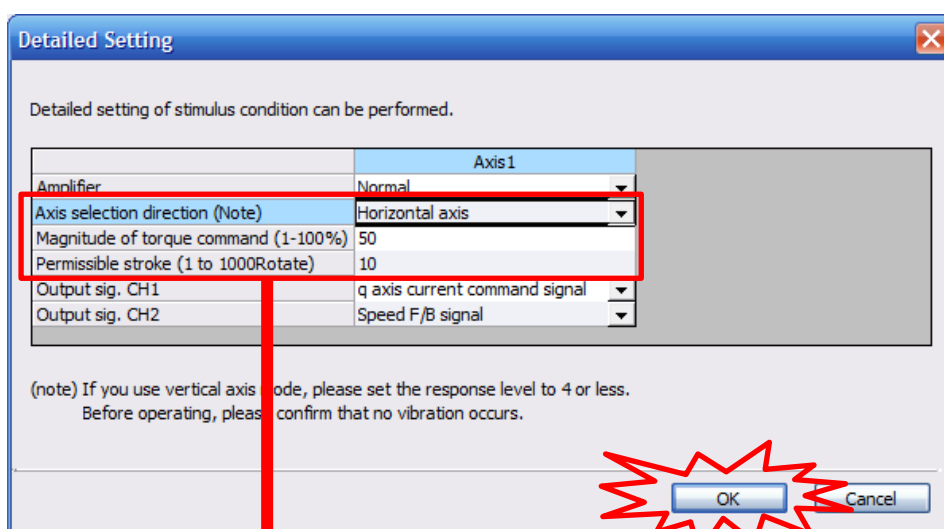 Detailed Setting
Detailed setting of stimulus condition can be performed.
Axis1
Amplifier Normal
Axis selection direction (Note) Horizontal axis
Magnitude of torque command (1-100%) 50
Permissible stroke (1 to 1000Rotate) 10
Output sig. CH1 q axis current command signal
Output sig. CH2 Speed F/B signal
(note) If you use vertical axis mode, please set the response level to 4 or less.
Before operating, please confirm that no vibration occurs.
OK Cancel